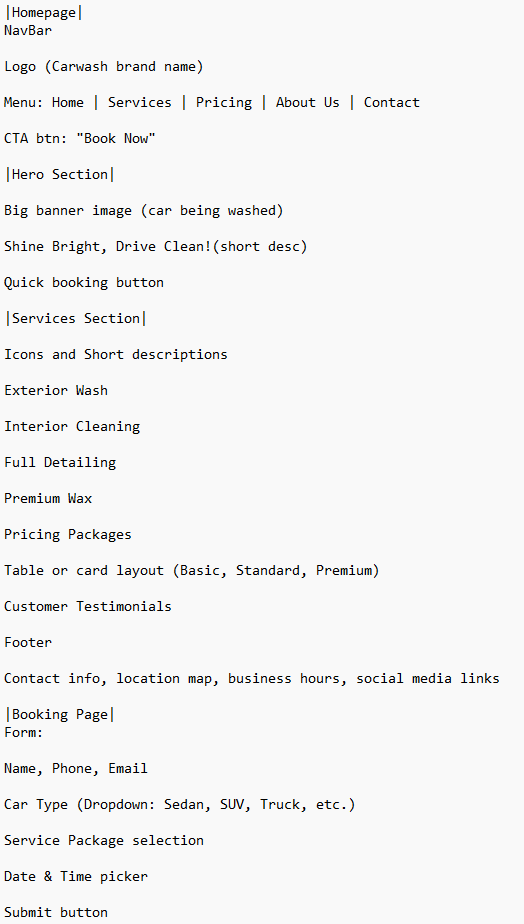 |Homepage|
NavBar
Logo (Carwash brand name)
Menu: Home | Services | Pricing | About Us | Contact
CTA btn: "Book Now"
|Hero Section|
Big banner image (car being washed)
Shine Bright, Drive Clean!(short desc)
Quick booking button
|Services Section|
Icons and Short descriptions
Exterior Wash
Interior Cleaning
Full Detailing
Premium Wax
Pricing Packages
Table or card layout (Basic, Standard, Premium)
Customer Testimonials
Footer
Contact info, location map, business hours, social media links
|Booking Page|
Form:
Name, Phone, Email
Car Type (Dropdown: Sedan, SUV, Truck, etc.)
Service Package selection
Date & Time picker
Submit button